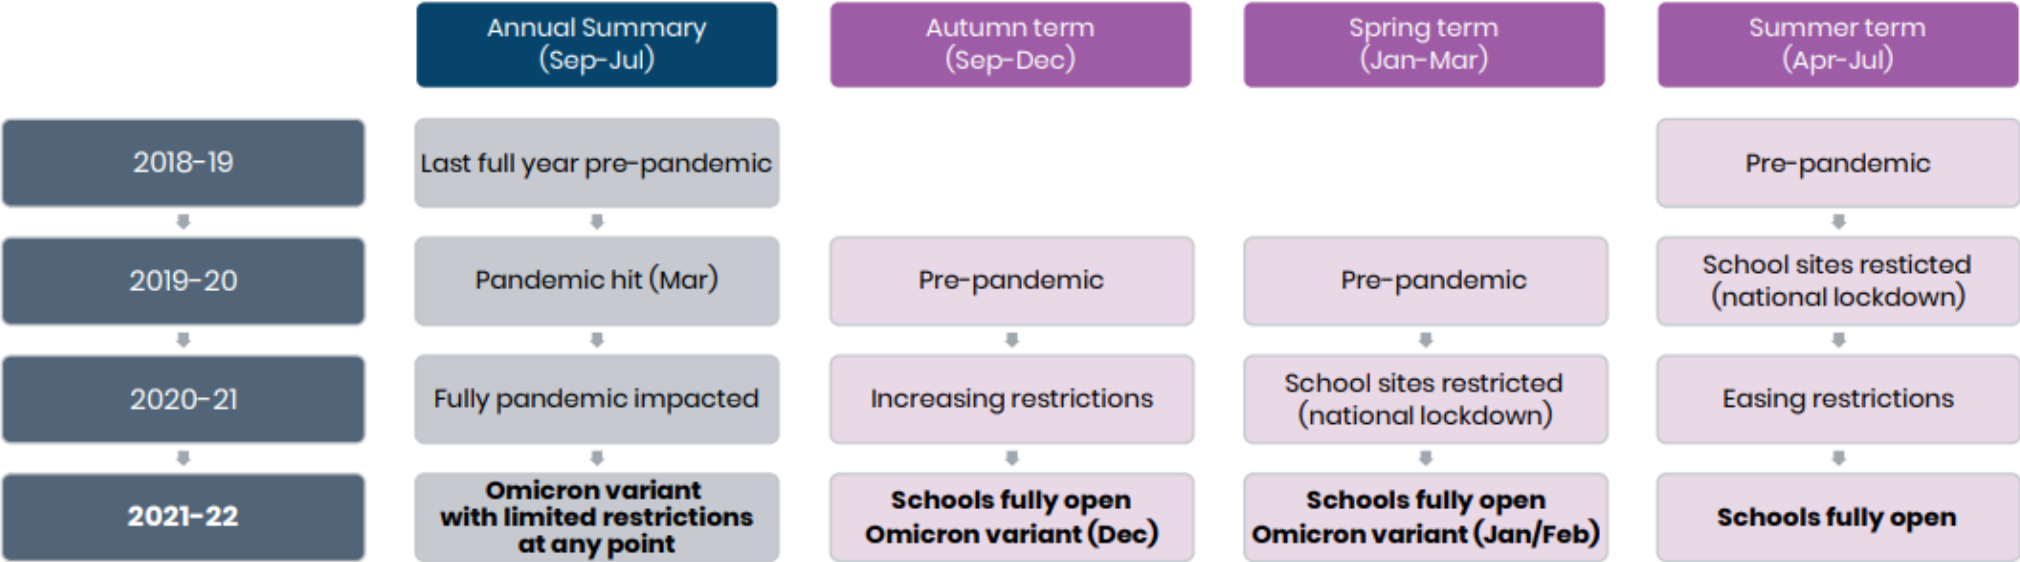 Annual Summary
(Sep-Jul)
Autumn term
(Sep-Dec)
Spring term
(Jan-Mar)
Summer term
(Apr-Jul)
2018-19
Last full year pre-pandemic
Pre-pandemic
2019-20
Pandemic hit (Mar)
Pre-pandemic
Pre-pandemic
School sites resticted
(national lockdown)
2020-21
Fully pandemic impacted
Increasing restrictions
School sites restricted
(national lockdown)
Easing restrictions
2021-22
Omicron variant
with limited restrictions
at any point
Schools fully open
Omicron variant (Dec)
Schools fully open
Omicron variant (Jan/Feb)
Schools fully open